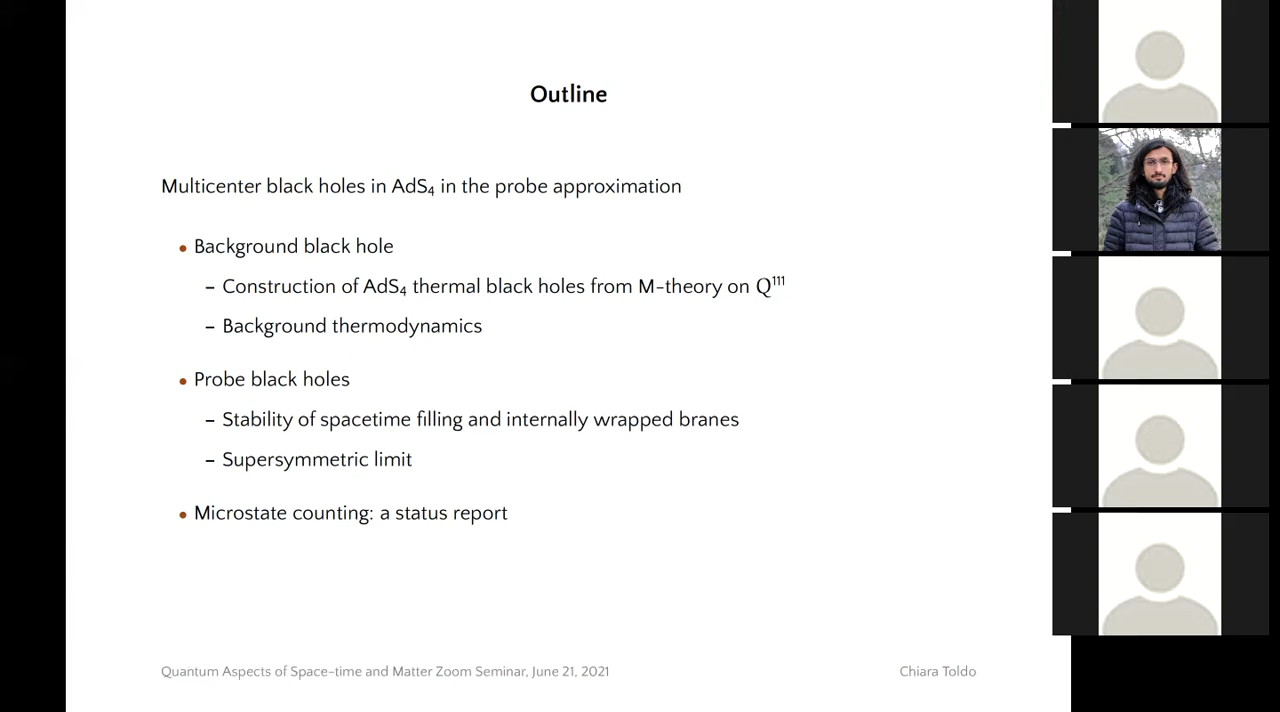 Outline
Multicenter black holes in AdS₄ in the probe approximation
• Background black hole
– Construction of AdS₄ thermal black holes from M-theory on Q¹¹¹
– Background thermodynamics
• Probe black holes
– Stability of spacetime filling and internally wrapped branes
– Supersymmetric limit
• Microstate counting: a status report
Quantum Aspects of Space-time and Matter Zoom Seminar, June 21, 2021
Chiara Toldo